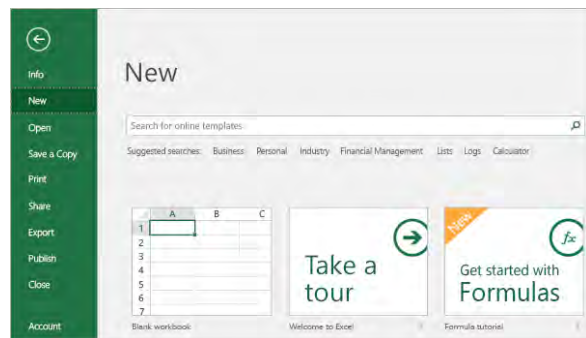 Info
New
Open
Save a Copy
Print
Share
Export
Publish
Close
Account
New
Search for online templates
Suggested searches: Business Personal Industry Financial Management Lists Logs Calculator
A B C
1
2
3
4
5
6
7
Blank workbook
Take a
tour
Welcome to Excel
New
fx
Get started with
Formulas
Formula tutorial